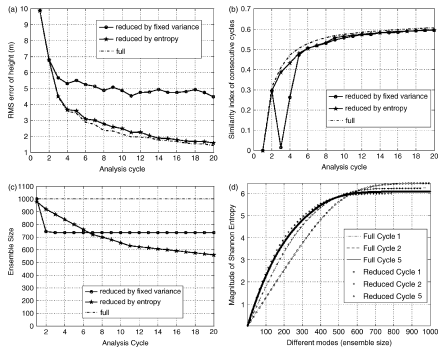 (a)
10
9
8
7
6
5
4
3
2
1
RMS error of height (m)
reduced by fixed variance
reduced by entropy
full
0 2 4 6 8 10 12 14 16 18 20
Analysis cycle
(b)
0.6
0.5
0.4
0.3
0.2
0.1
0
Similarity Index of consecutive cycles
reduced by fixed variance
reduced by entropy
full
0 2 4 6 8 10 12 14 16 18 20
Analysis cycle
(c)
1100
1000
900
800
700
600
500
400
300
200
100
0
Ensemble Size
reduced by fixed variance
reduced by entropy
full
0 2 4 6 8 10 12 14 16 18 20
Analysis Cycle
(d)
6
5
4
3
2
1
Magnitude of Shannon Entropy
Full Cycle 1
Full Cycle 2
Full Cycle 5
Reduced Cycle 1
Reduced Cycle 2
Reduced Cycle 5
100 200 300 400 500 600 700 800 900 1000
Different modes (ensemble size)